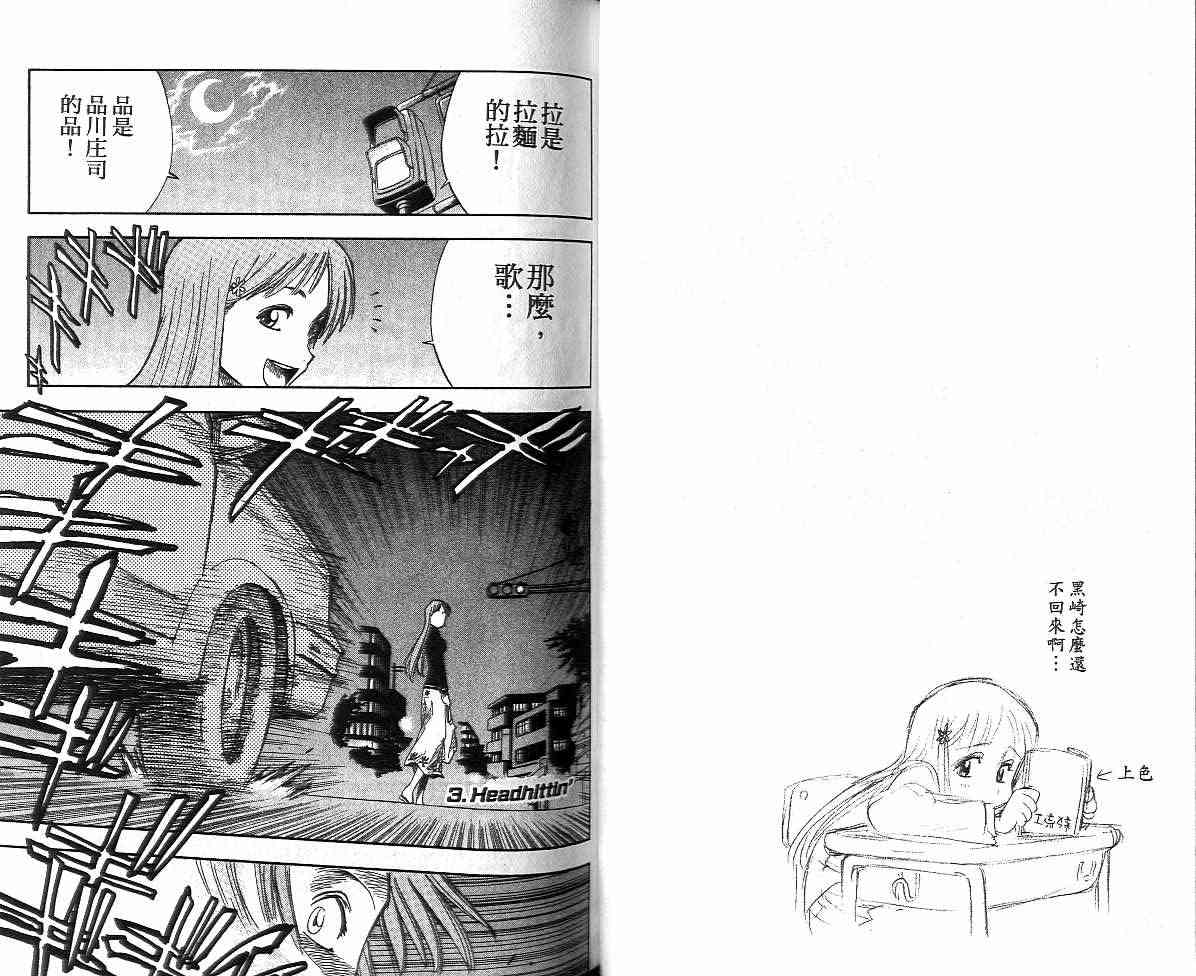 黑崎怎麼還
不回來啊…
上色
拉是
拉麵
的拉！
品是
品川庄司
的品！
那麼，
歌…
3. Headhittin'